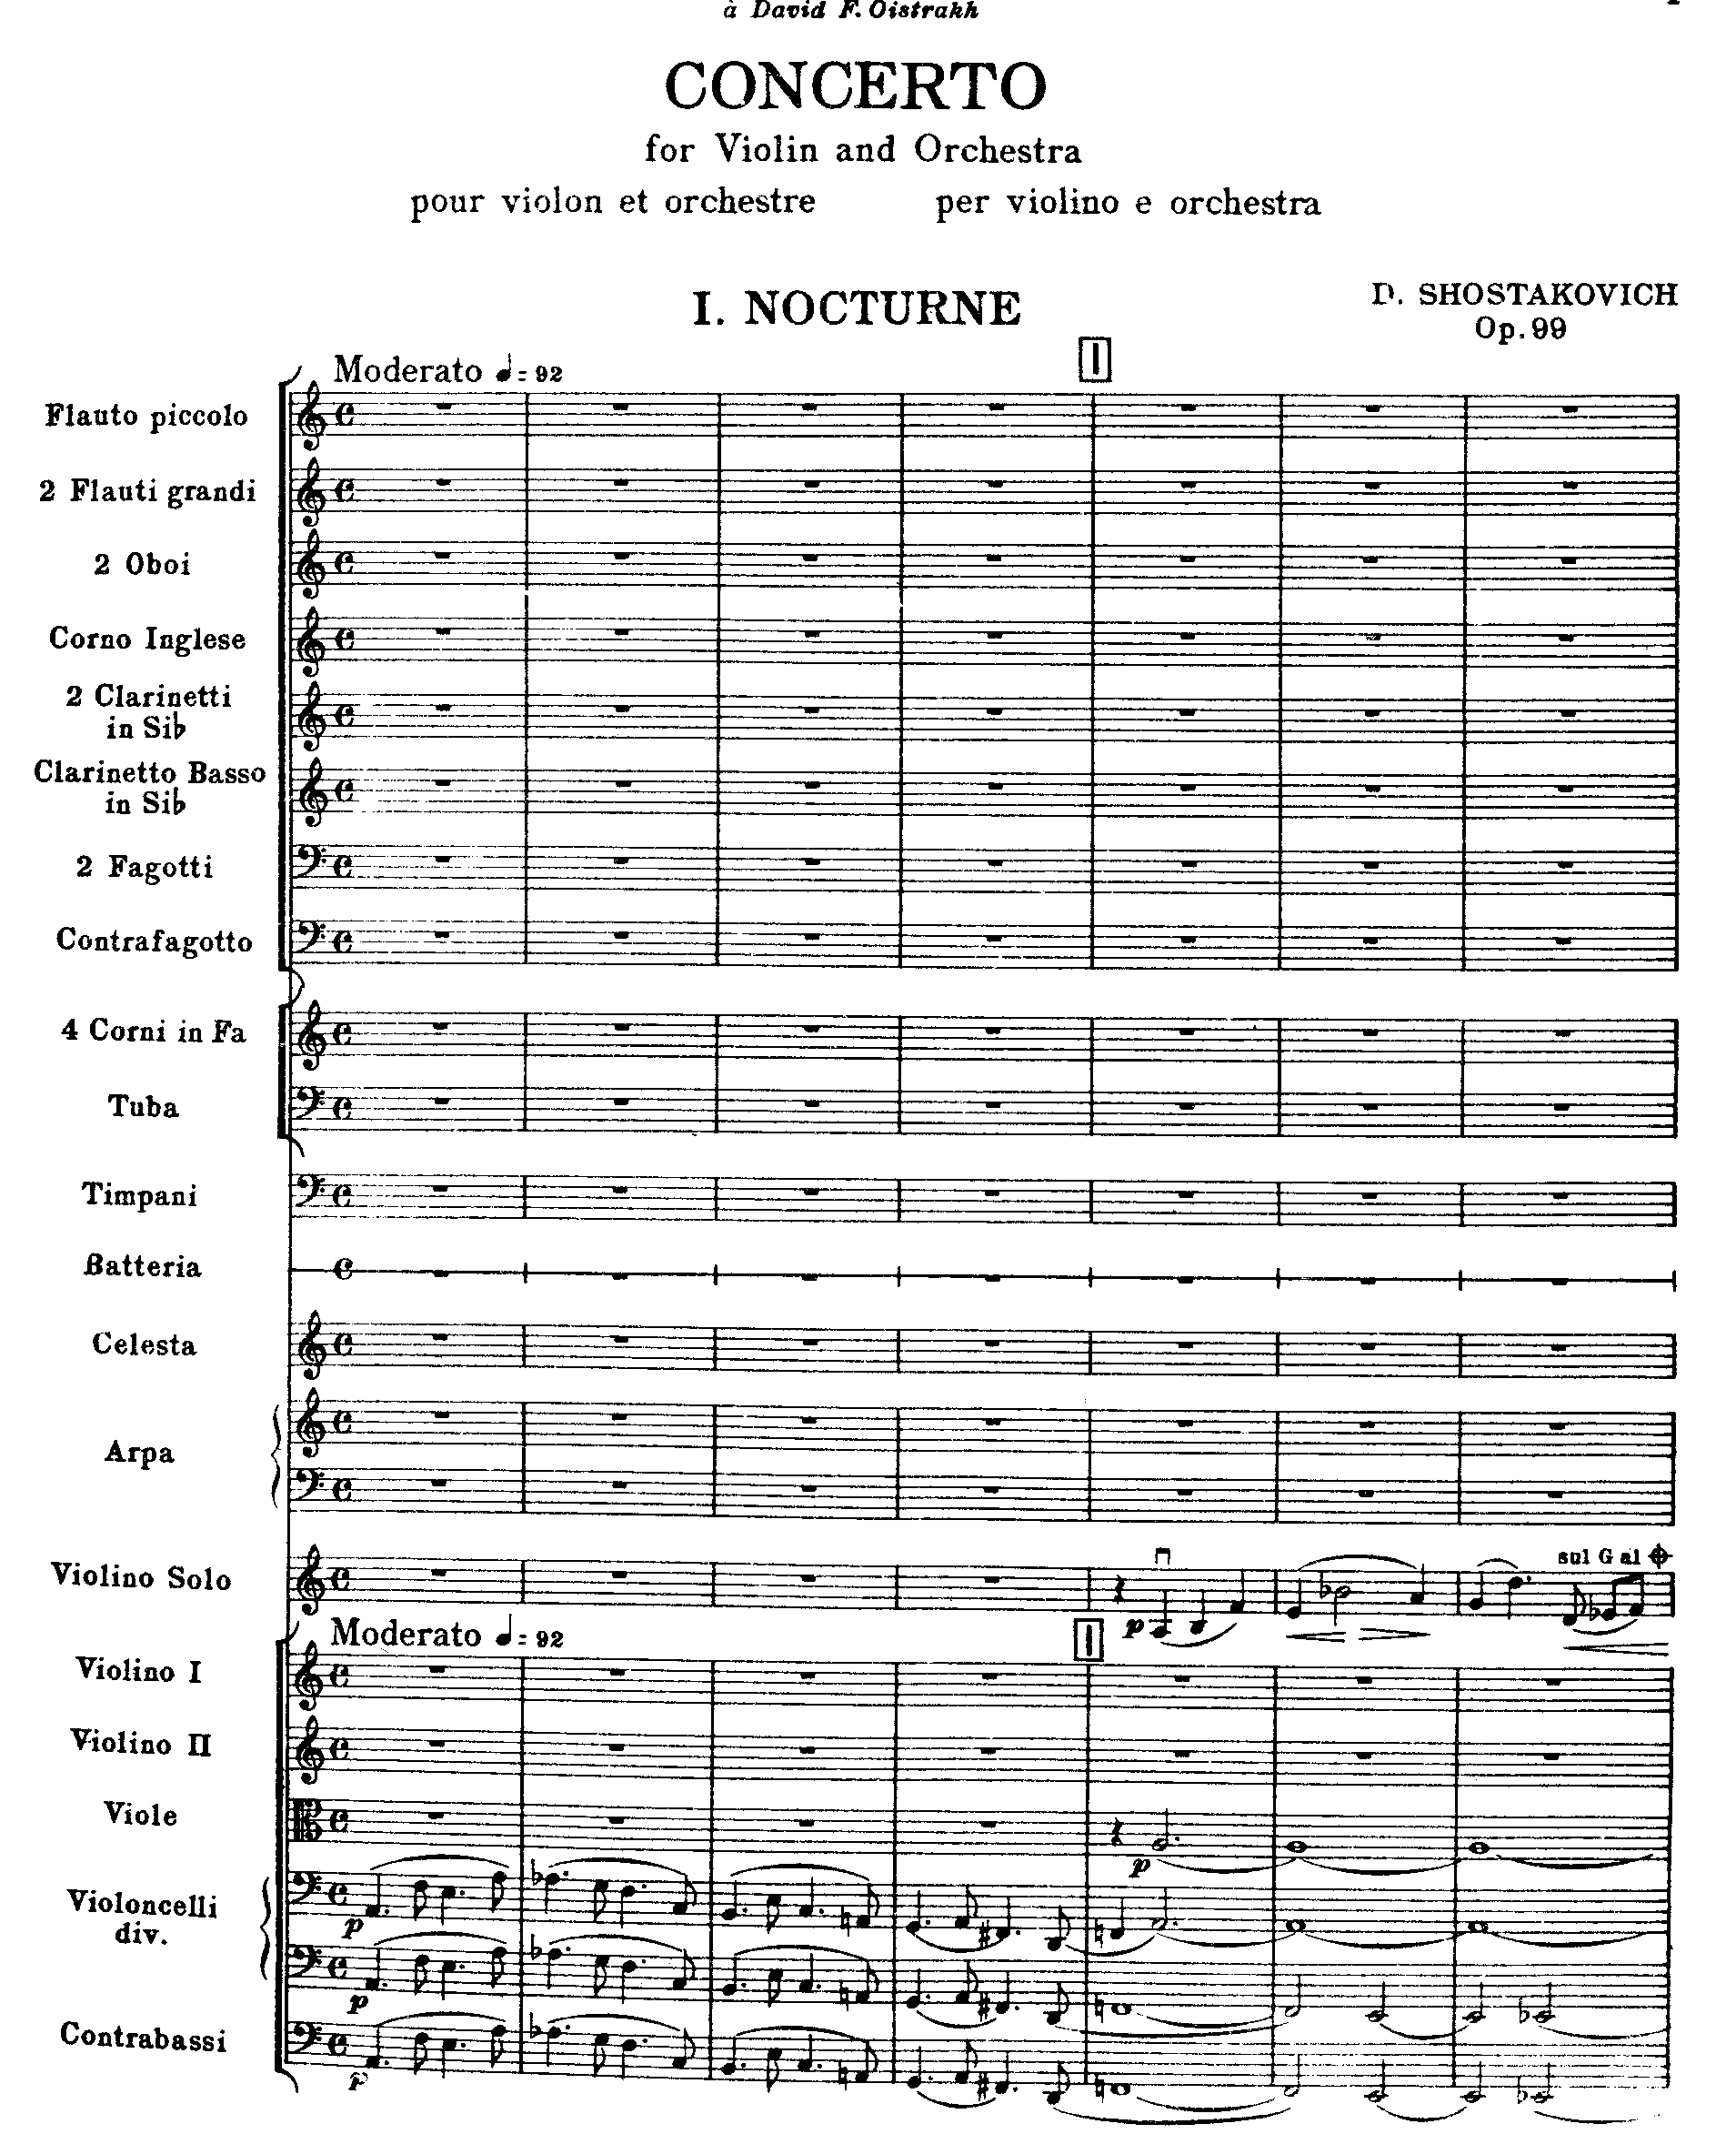 à David F. Oistrakh
CONCERTO
for Violin and Orchestra
pour violon et orchestre per violino e orchestra
I. NOCTURNE
D. SHOSTAKOVICH
Op. 99
Moderato ♩= 92
1
Flauto piccolo
2 Flauti grandi
2 Oboi
Corno Inglese
2 Clarinetti
in Si♭
Clarinetto Basso
in Si♭
2 Fagotti
Contrafagotto
4 Corni in Fa
Tuba
Timpani
Batteria
Celesta
Arpa
sul G al
Violino Solo
p
Moderato ♩= 92
1
Violino I
Violino II
Viole
p
Violoncelli
div.
p
p
Contrabassi
p